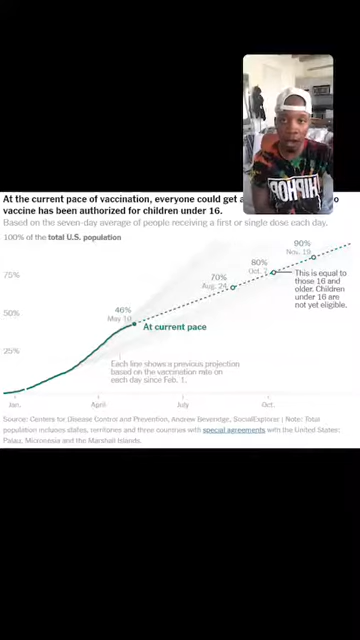 At the current pace of vaccination, everyone could get a
o
vaccine has been authorized for children under 16.
Based on the seven-day average of people receiving a first or single dose each day.
100% of the total U.S. population
90%
Nov. 19
80%
Oct.
70%
Aug. 24
75%
This is equal to
those 16 and
older. Children
under 16 are
not yet eligible.
46%
May 10
50%
At current pace
25%
Each line shows a previous projection
based on the vaccination rate on
each day since Feb. 1.
Jan.
April
July
Oct.
Source: Centers for Disease Control and Prevention, Andrew Beveridge, SocialExplorer | Note: Total
population includes states, territories and three countries with special agreements with the United States:
Palau, Micronesia and the Marshall Islands.
HIPHOP